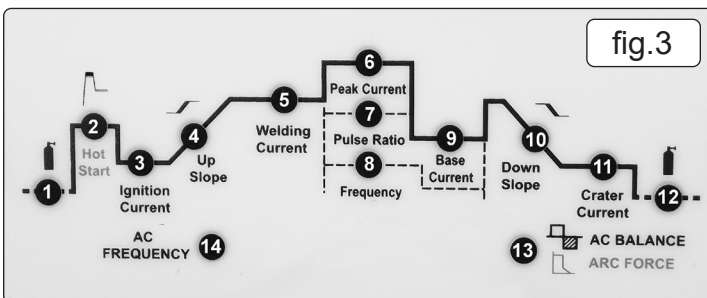 fig.3
6
Peak Current
7
Pulse Ratio
8
Frequency
5
Welding
Current
9
Base
Current
2
Hot
Start
4
Up
Slope
3
Ignition
Current
1
10
Down
Slope
11
Crater
Current
12
AC
FREQUENCY
14
13
AC BALANCE
ARC FORCE